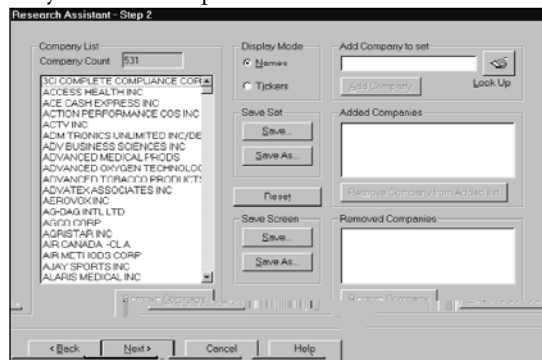 Research Assistant - Step 2
Company List
Company Count 531
3CI COMPLETE COMPLIANCE COR
ACCESS HEALTH INC
ACE CASH EXPRESS INC
ACTION PERFORMANCE COS INC
ACTV INC
ADM TRONICS UNLIMITED INC/DE
ADV BUSINESS SCIENCES INC
ADVANCED MEDICAL PRODS
ADVANCED OXYGEN TECHNOLOG
ADVANCED TOBACCO PRODUCT
ADVATEX ASSOCIATES INC
AEROVOX INC
AG-BAG INTL LTD
AGCO CORP
AGRISTAR INC
AIR CANADA -CL A
AIR METHODS CORP
AJAY SPORTS INC
ALARIS MEDICAL INC
Remove Company
Display Mode
Names
Tickers
Save Set
Save...
Save As...
Reset
Save Screen
Save...
Save As...
Add Company to set
Add Company
Look Up
Added Companies
Remove Company from Added list
Removed Companies
Restore Company
< Back
Next >
Cancel
Help